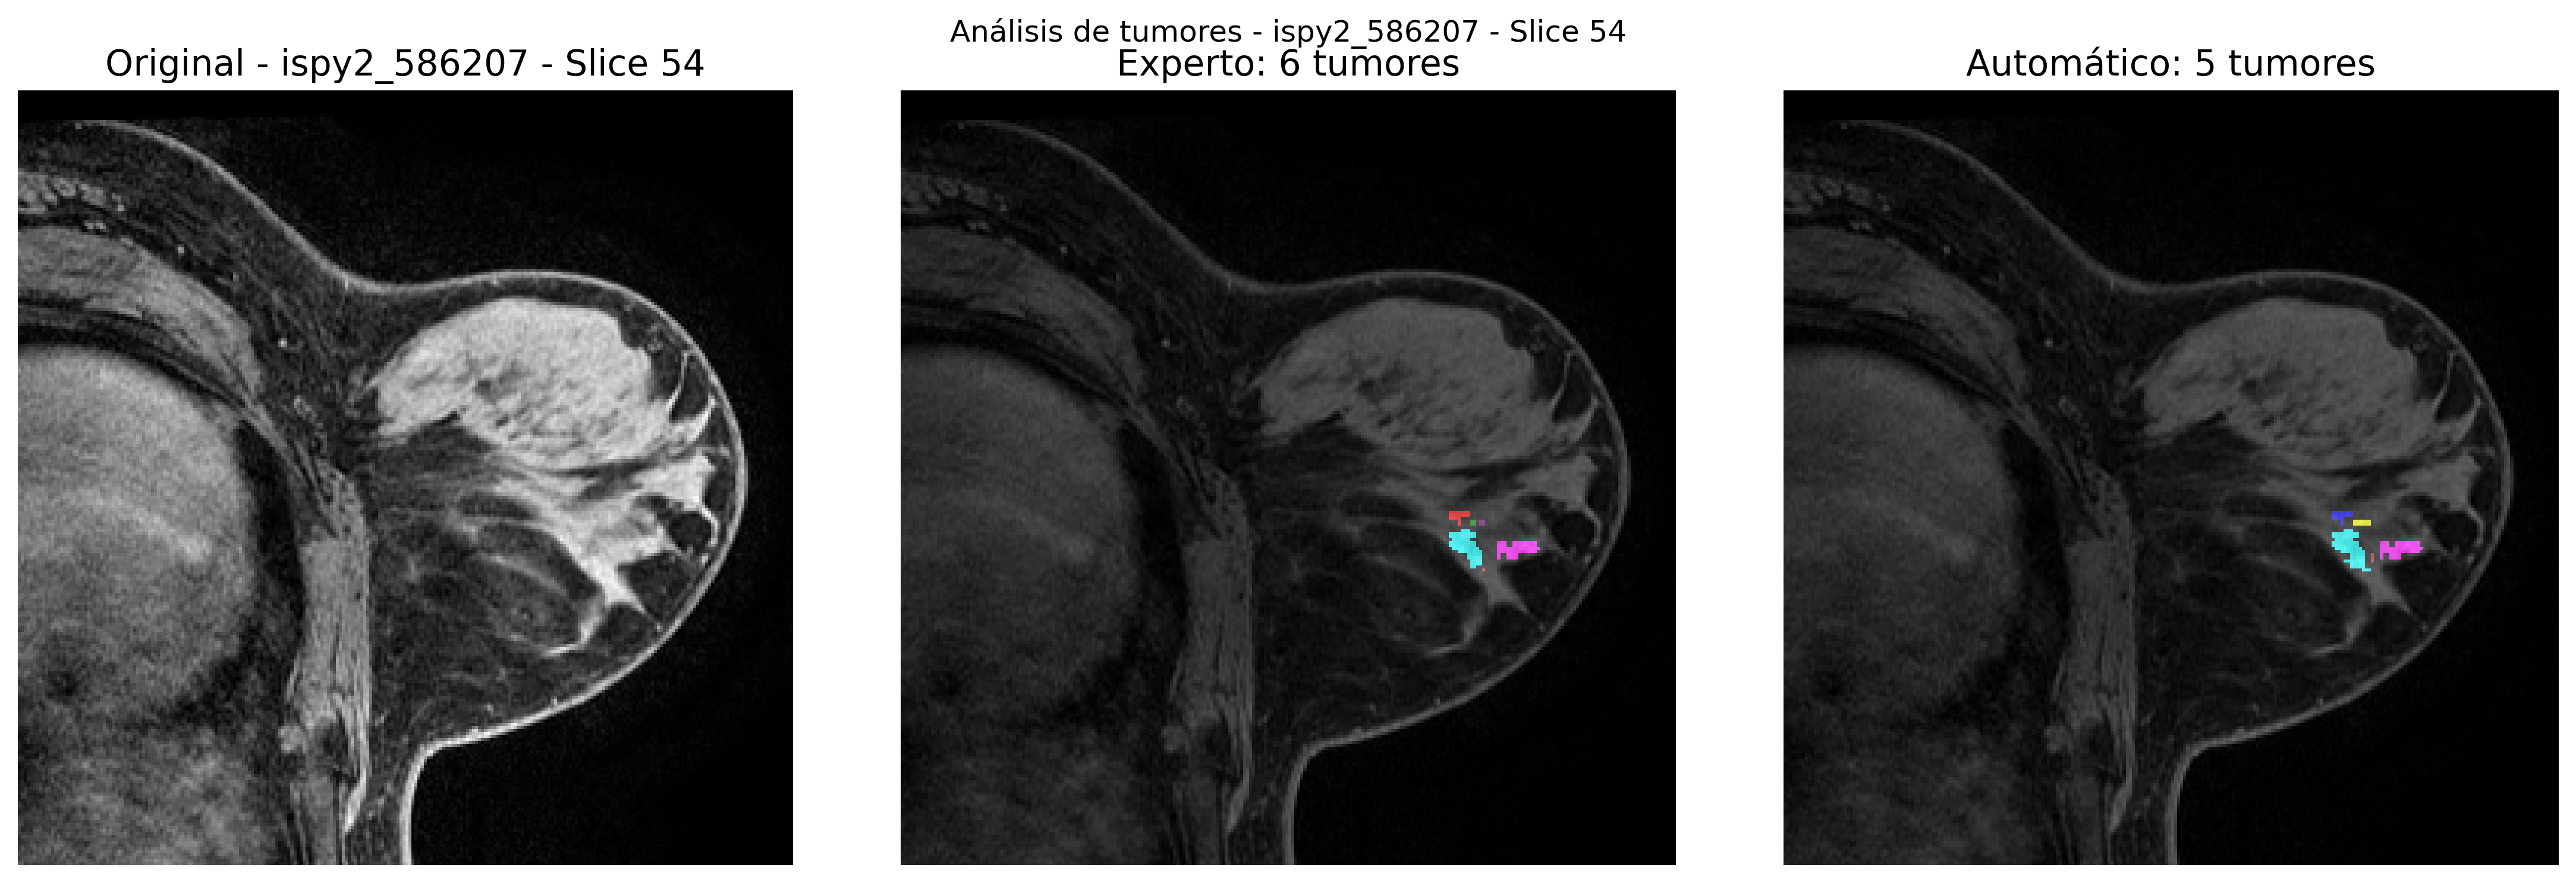 Análisis de tumores - ispy2_586207 - Slice 54
Original - ispy2_586207 - Slice 54
Experto: 6 tumores
Automático: 5 tumores